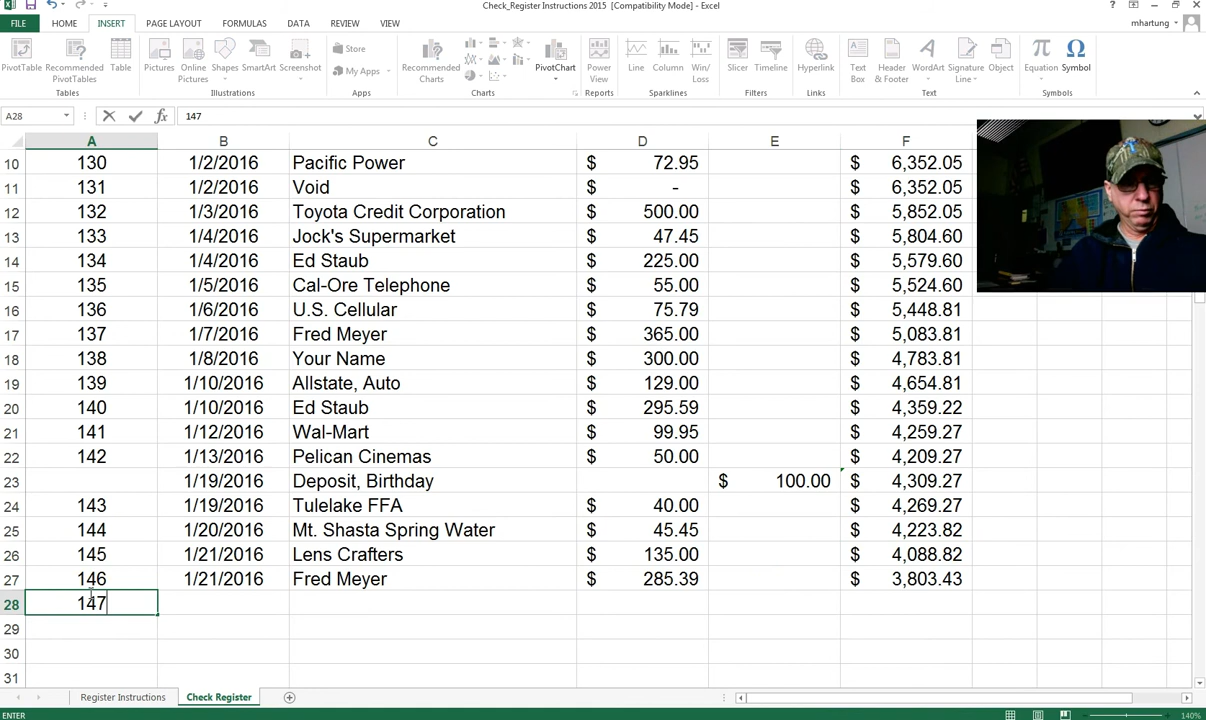 Check_Register Instructions 2015 [Compatibility Mode] - Excel
FILE HOME INSERT PAGE LAYOUT FORMULAS DATA REVIEW VIEW mhartung
PivotTable Recommended PivotTables Table Pictures Online Pictures Shapes SmartArt Screenshot Store My Apps Recommended Charts PivotChart Power View Line Column Win/Loss Slicer Timeline Hyperlink Text Box Header & Footer WordArt Signature Line Object Equation Symbol
Tables Illustrations Apps Charts Reports Sparklines Filters Links Text Symbols
A28 fx 147
A B C D E F
10 130 1/2/2016 Pacific Power $ 72.95 $ 6,352.05
11 131 1/2/2016 Void $ - $ 6,352.05
12 132 1/3/2016 Toyota Credit Corporation $ 500.00 $ 5,852.05
13 133 1/4/2016 Jock's Supermarket $ 47.45 $ 5,804.60
14 134 1/4/2016 Ed Staub $ 225.00 $ 5,579.60
15 135 1/5/2016 Cal-Ore Telephone $ 55.00 $ 5,524.60
16 136 1/6/2016 U.S. Cellular $ 75.79 $ 5,448.81
17 137 1/7/2016 Fred Meyer $ 365.00 $ 5,083.81
18 138 1/8/2016 Your Name $ 300.00 $ 4,783.81
19 139 1/10/2016 Allstate, Auto $ 129.00 $ 4,654.81
20 140 1/10/2016 Ed Staub $ 295.59 $ 4,359.22
21 141 1/12/2016 Wal-Mart $ 99.95 $ 4,259.27
22 142 1/13/2016 Pelican Cinemas $ 50.00 $ 4,209.27
23 1/19/2016 Deposit, Birthday $ 100.00 $ 4,309.27
24 143 1/19/2016 Tulelake FFA $ 40.00 $ 4,269.27
25 144 1/20/2016 Mt. Shasta Spring Water $ 45.45 $ 4,223.82
26 145 1/21/2016 Lens Crafters $ 135.00 $ 4,088.82
27 146 1/21/2016 Fred Meyer $ 285.39 $ 3,803.43
28 147
29
30
31
Register Instructions Check Register
ENTER 140%